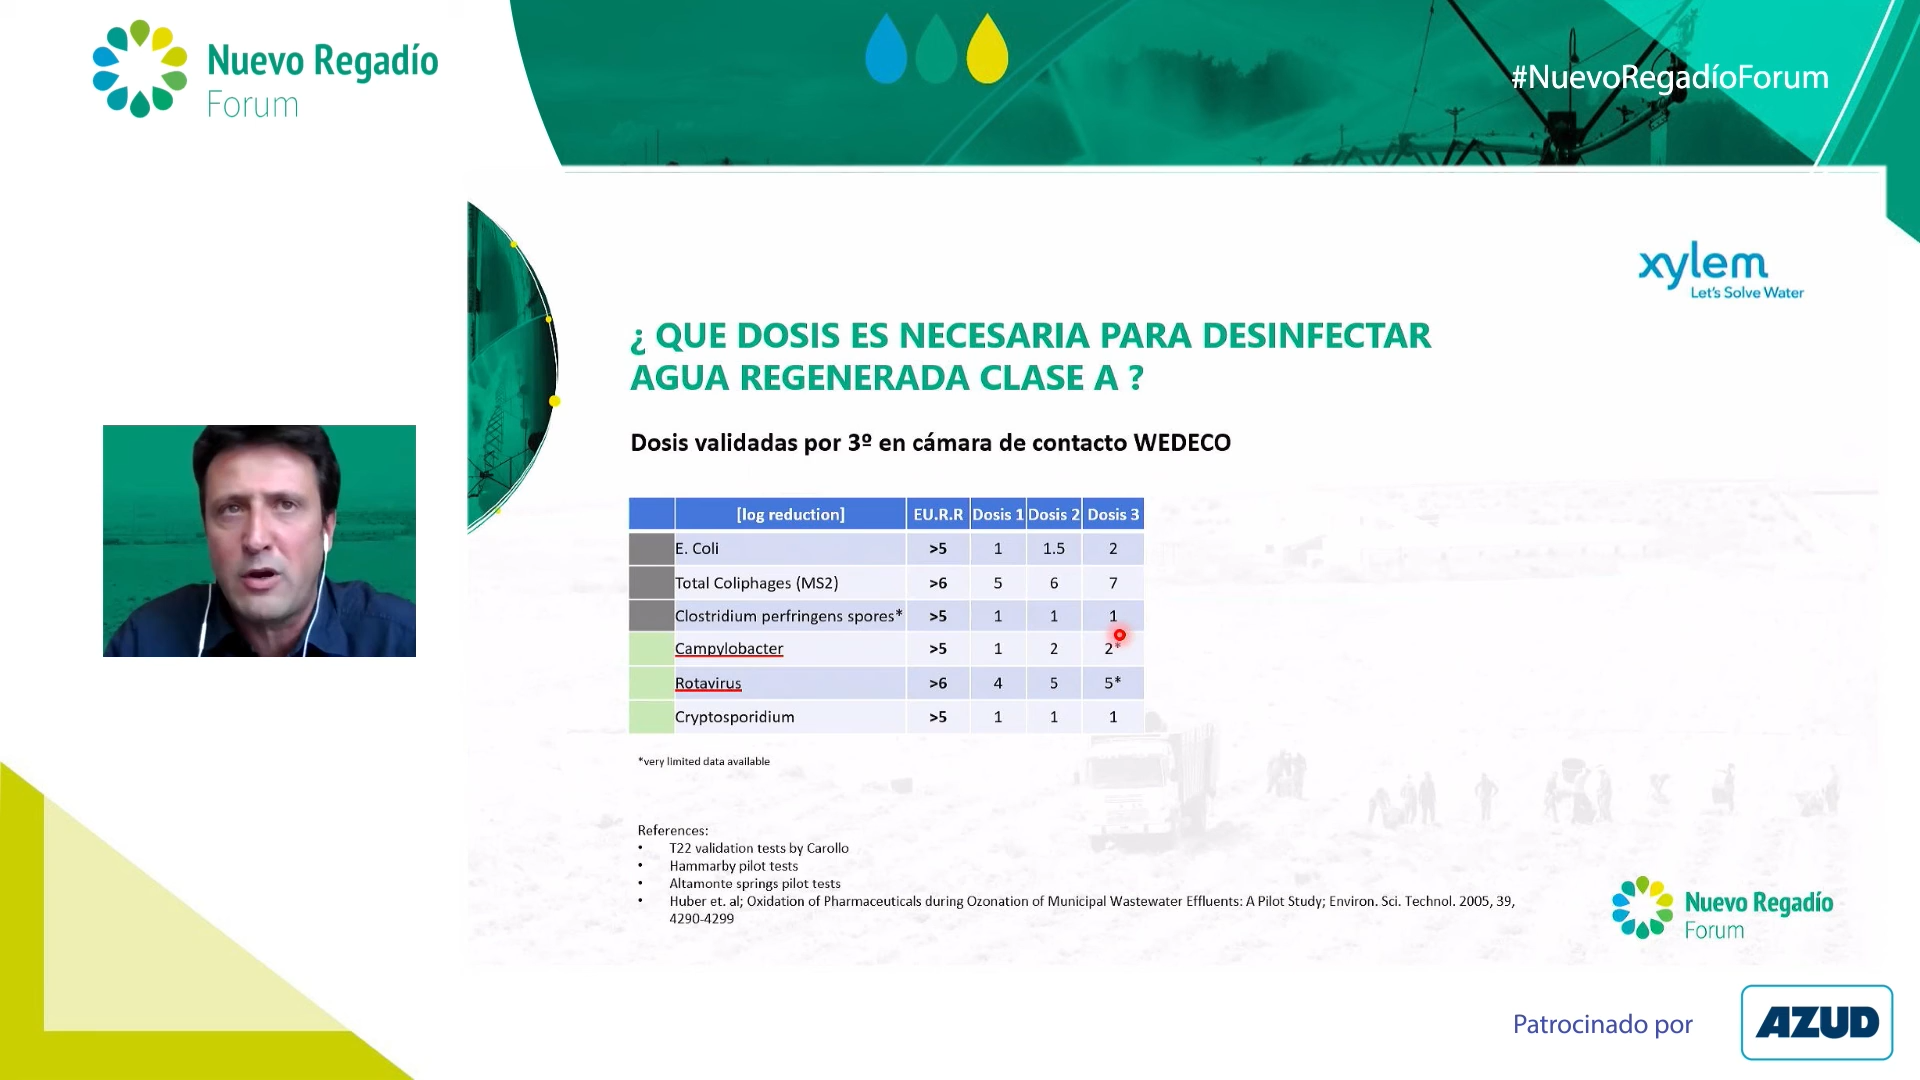 Nuevo Regadío
Forum
#NuevoRegadíoForum
xylem
Let's Solve Water
¿ QUE DOSIS ES NECESARIA PARA DESINFECTAR
AGUA REGENERADA CLASE A ?
Dosis validadas por 3º en cámara de contacto WEDECO
[log reduction] EU.R.R Dosis 1 Dosis 2 Dosis 3
E. Coli >5 1 1.5 2
Total Coliphages (MS2) >6 5 6 7
Clostridium perfringens spores* >5 1 1 1
Campylobacter >5 1 2 2*
Rotavirus >6 4 5 5*
Cryptosporidium >5 1 1 1
*very limited data available
References:
• T22 validation tests by Carollo
• Hammarby pilot tests
• Altamonte springs pilot tests
• Huber et. al; Oxidation of Pharmaceuticals during Ozonation of Municipal Wastewater Effluents: A Pilot Study; Environ. Sci. Technol. 2005, 39,
4290-4299
Nuevo Regadío
Forum
Patrocinado por
AZUD